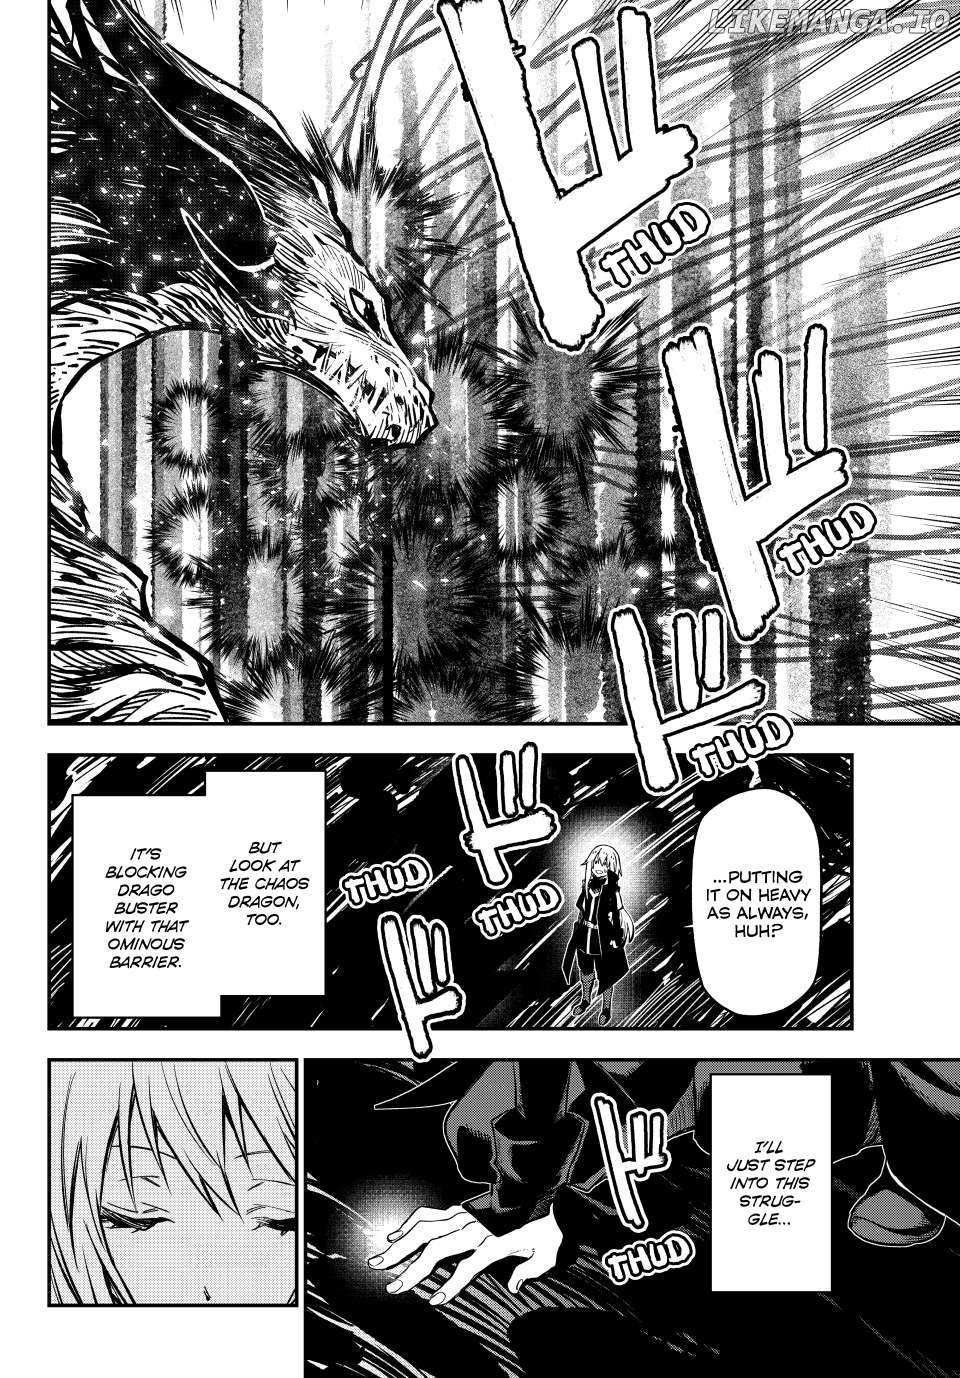 LIKEMANGA.IO
ド
THUD
ド
THUD
ド
THUD
...PUTTING
IT ON HEAVY
AS ALWAYS,
HUH?
ド
THUD
THUD
ド
BUT
LOOK AT
THE CHAOS
DRAGON,
TOO.
IT'S
BLOCKING
DRAGO
BUSTER
WITH THAT
OMINOUS
BARRIER.
I'LL
JUST STEP
INTO THIS
STRUG-
GLE...
ド
THUD